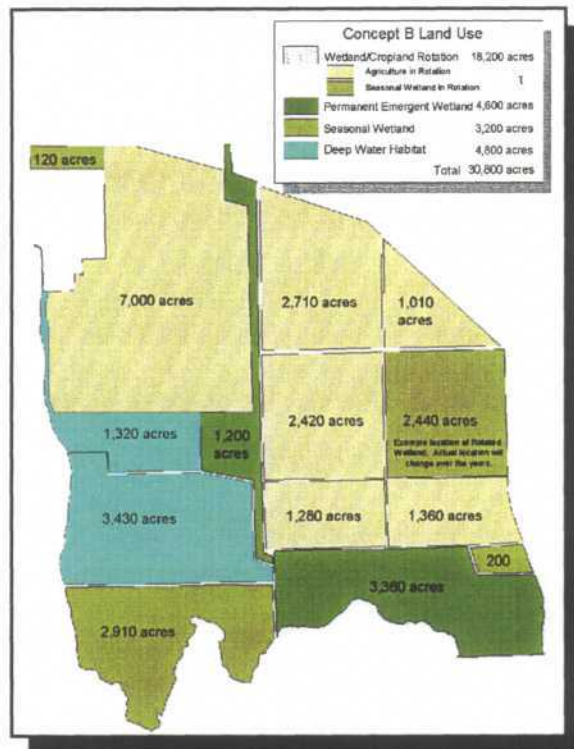 Concept B Land Use
Wetland/Cropland Rotation 18,200 acres
Agriculture in Rotation
Seasonal Wetland in Rotation
Permanent Emergent Wetland 4,600 acres
Seasonal Wetland 3,200 acres
Deep Water Habitat 4,800 acres
Total 30,800 acres
120 acres
7,000 acres
2,710 acres
1,010
acres
1,320 acres
1,200
acres
2,420 acres
2,440 acres
Example location of Rotated
Wetland. Actual location will
change over the years.
3,430 acres
1,280 acres
1,360 acres
200
3,360 acres
2,910 acres